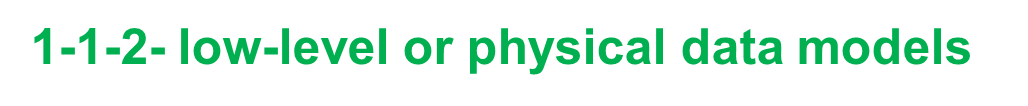 1-1-2- low-level or physical data models